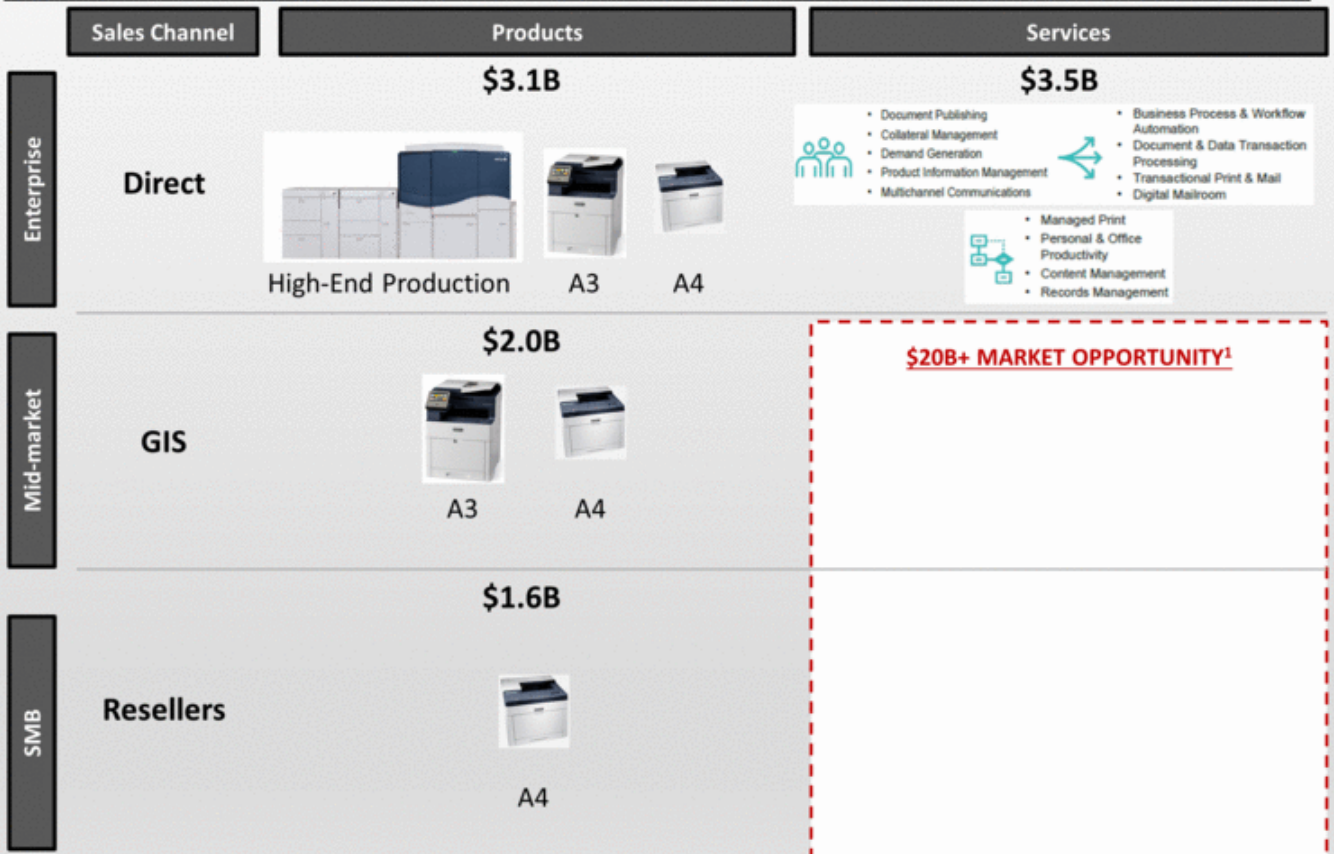 Sales Channel
Products
Services
Enterprise
Direct
$3.1B
High-End Production
A3
A4
$3.5B
• Document Publishing
• Collateral Management
• Demand Generation
• Product Information Management
• Multichannel Communications
• Business Process & Workflow
Automation
• Document & Data Transaction
Processing
• Transactional Print & Mail
• Digital Mailroom
• Managed Print
• Personal & Office
Productivity
• Content Management
• Records Management
Mid-market
GIS
$2.0B
A3
A4
$20B+ MARKET OPPORTUNITY¹
SMB
Resellers
$1.6B
A4